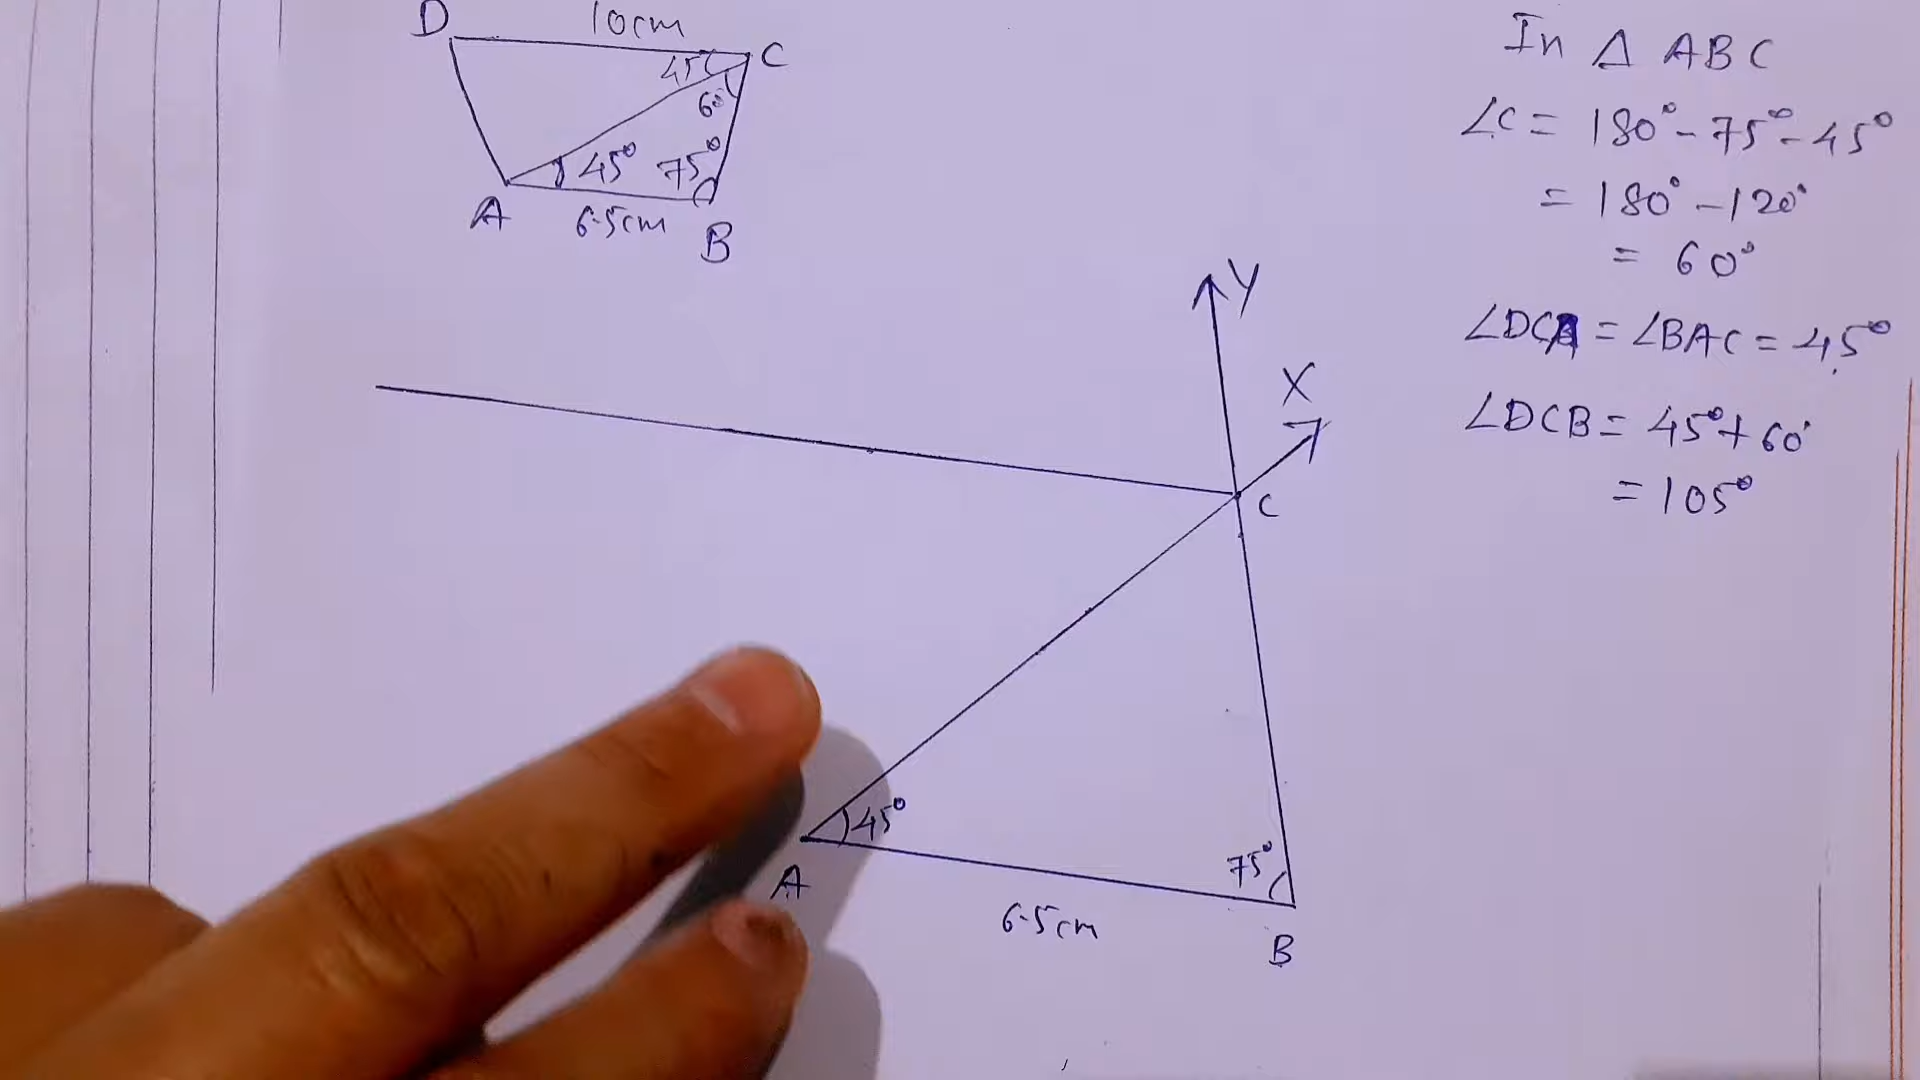 D 10cm C
45
60
45° 75°
A 6.5cm B
In Δ ABC
∠C = 180° - 75° - 45°
= 180° - 120°
= 60°
∠DCA = ∠BAC = 45°
∠DCB = 45° + 60°
= 105°
Y
X
C
45°
75°
A
6.5cm
B